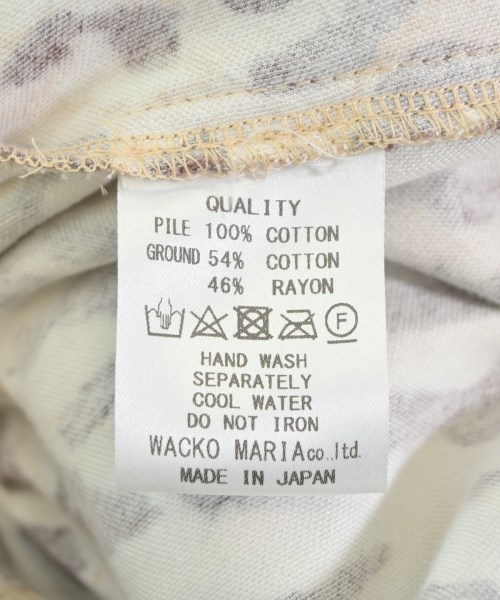 QUALITY
PILE 100% COTTON
GROUND 54% COTTON
46% RAYON
F
HAND WASH
SEPARATELY
COOL WATER
DO NOT IRON
WACKO MARIA co.,ltd.
MADE IN JAPAN